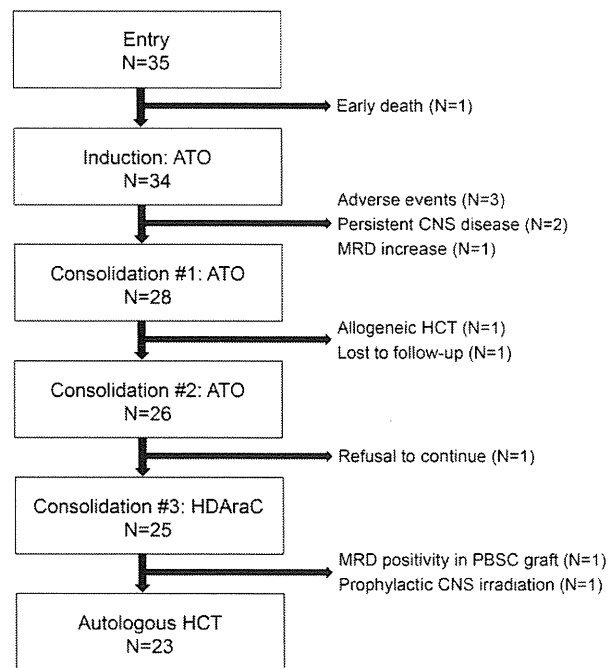 Entry
N=35
Early death (N=1)
Induction: ATO
N=34
Adverse events (N=3)
Persistent CNS disease (N=2)
MRD increase (N=1)
Consolidation #1: ATO
N=28
Allogeneic HCT (N=1)
Lost to follow-up (N=1)
Consolidation #2: ATO
N=26
Refusal to continue (N=1)
Consolidation #3: HDAraC
N=25
MRD positivity in PBSC graft (N=1)
Prophylactic CNS irradiation (N=1)
Autologous HCT
N=23